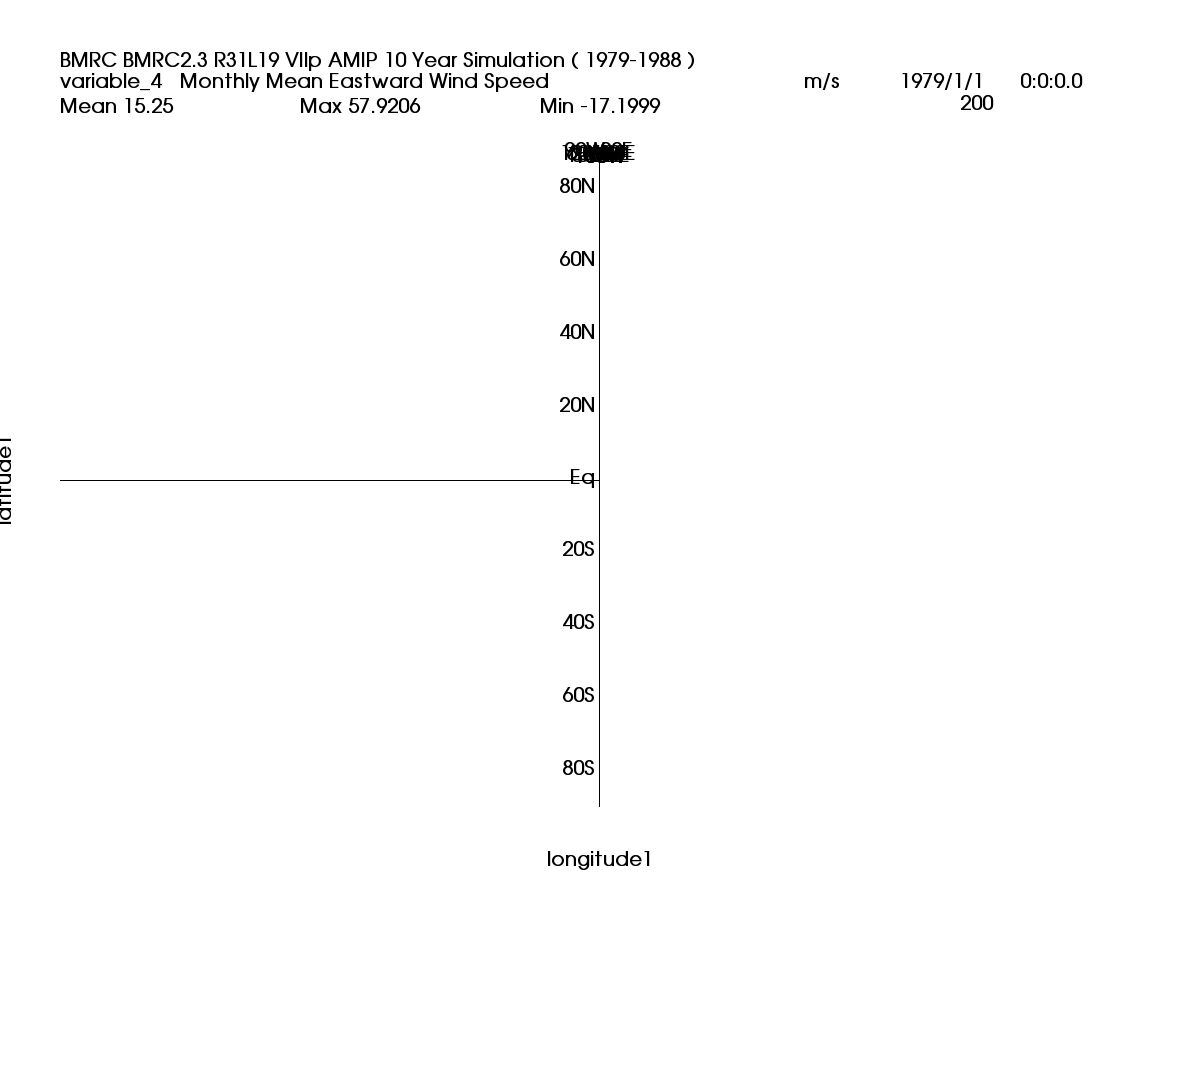 BMRC BMRC2.3 R31L19 VIIp AMIP 10 Year Simulation ( 1979-1988 )
variable_4 Monthly Mean Eastward Wind Speed m/s 1979/1/1 0:0:0.0
Mean 15.25 Max 57.9206 Min -17.1999 200
80N
60N
40N
20N
Eq
20S
40S
60S
80S
latitude1
longitude1